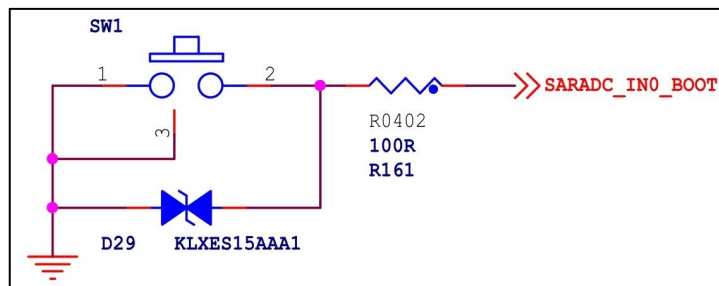 SW1
1
2
3
SARADC_IN0_BOOT
R0402
100R
R161
D29
KLXES15AAA1